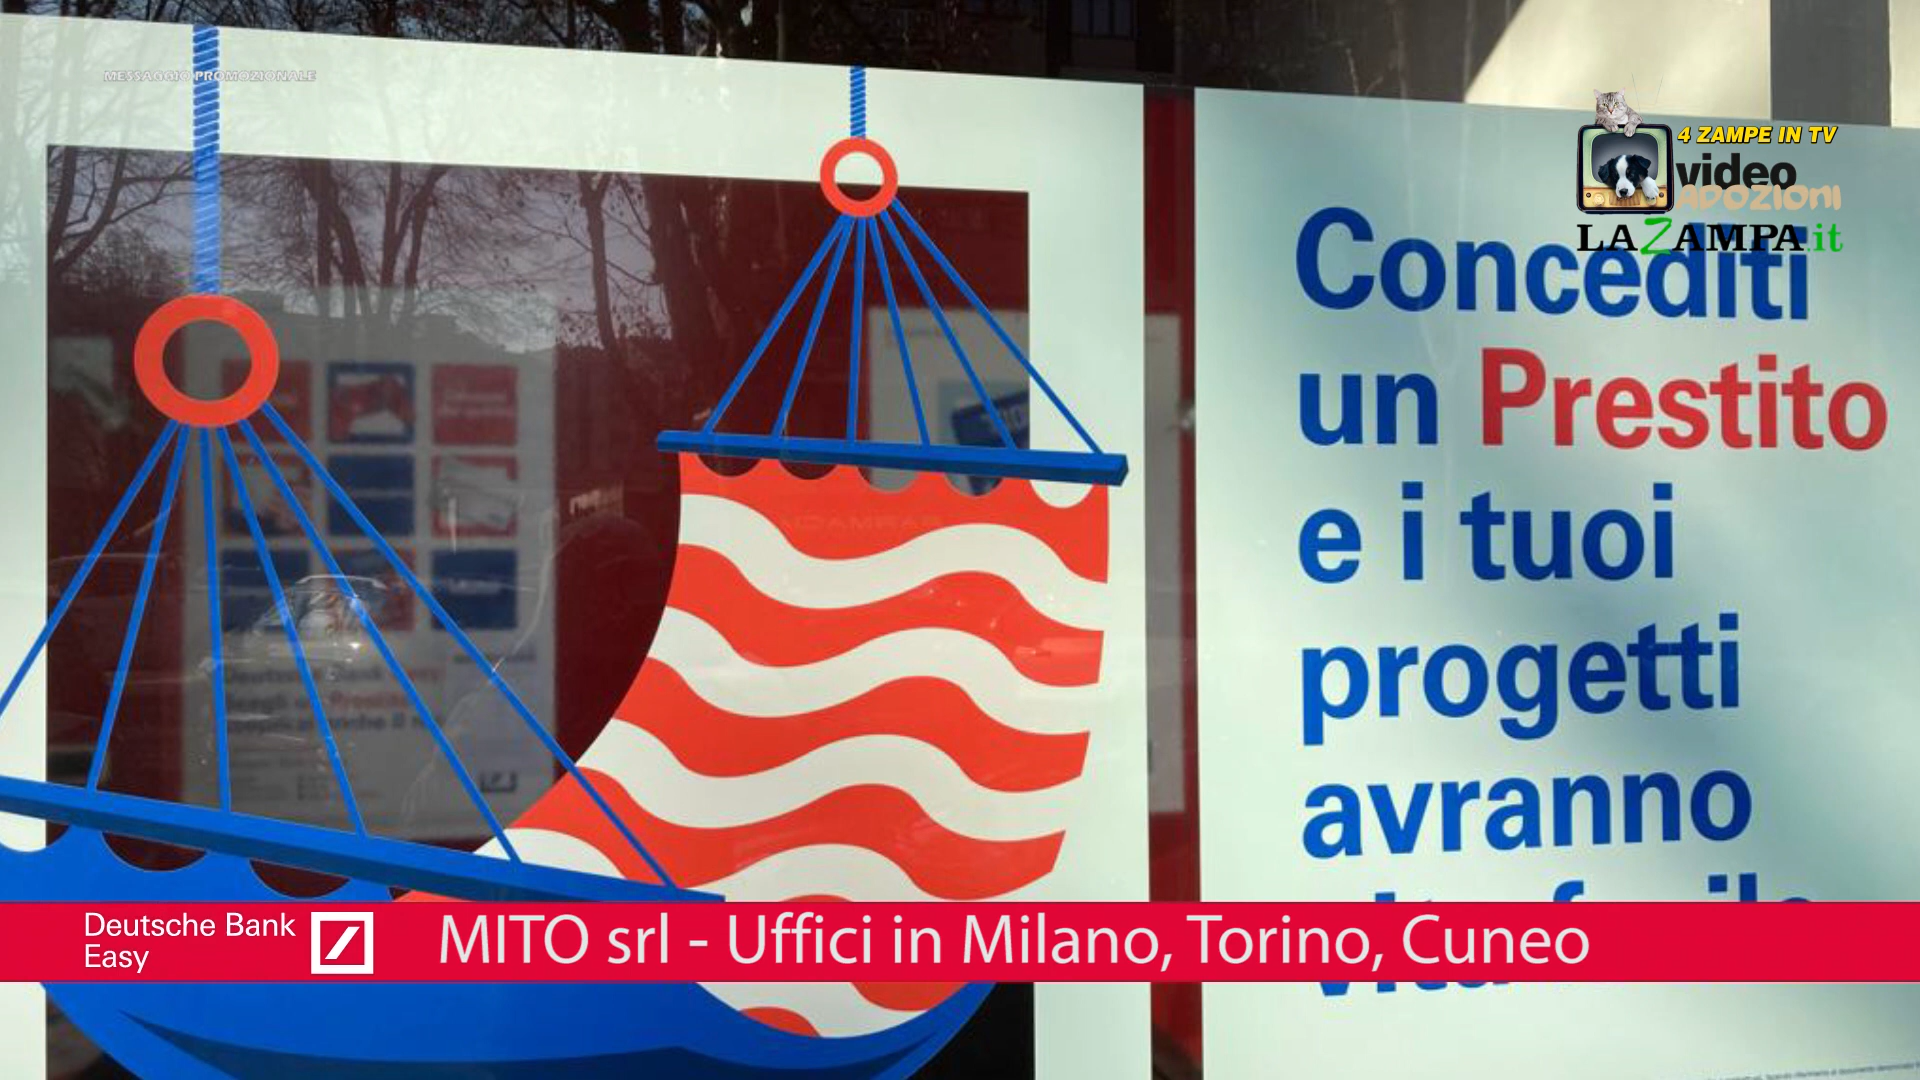 MESSAGGIO PROMOZIONALE
4 ZAMPE IN TV
video
ADOZIONI
LAZAMPA.it
Concediti
un Prestito
e i tuoi
progetti
avranno
Deutsche Bank
Easy
MITO srl - Uffici in Milano, Torino, Cuneo